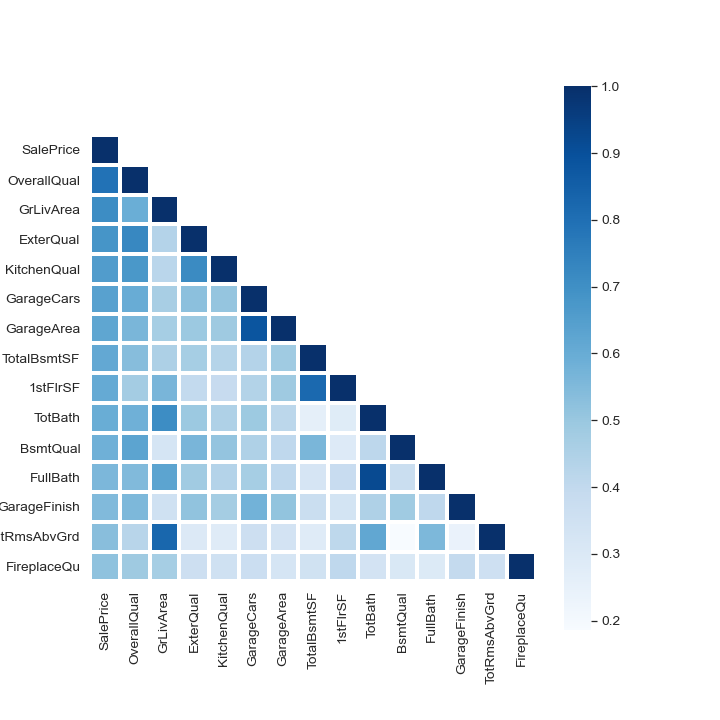 1.0
0.9
0.8
0.7
0.6
0.5
0.4
0.3
0.2
SalePrice
OverallQual
GrLivArea
ExterQual
KitchenQual
GarageCars
GarageArea
TotalBsmtSF
1stFlrSF
TotBath
BsmtQual
FullBath
GarageFinish
tRmsAbvGrd
FireplaceQu
SalePrice
OverallQual
GrLivArea
ExterQual
KitchenQual
GarageCars
GarageArea
TotalBsmtSF
1stFlrSF
TotBath
BsmtQual
FullBath
GarageFinish
TotRmsAbvGrd
FireplaceQu